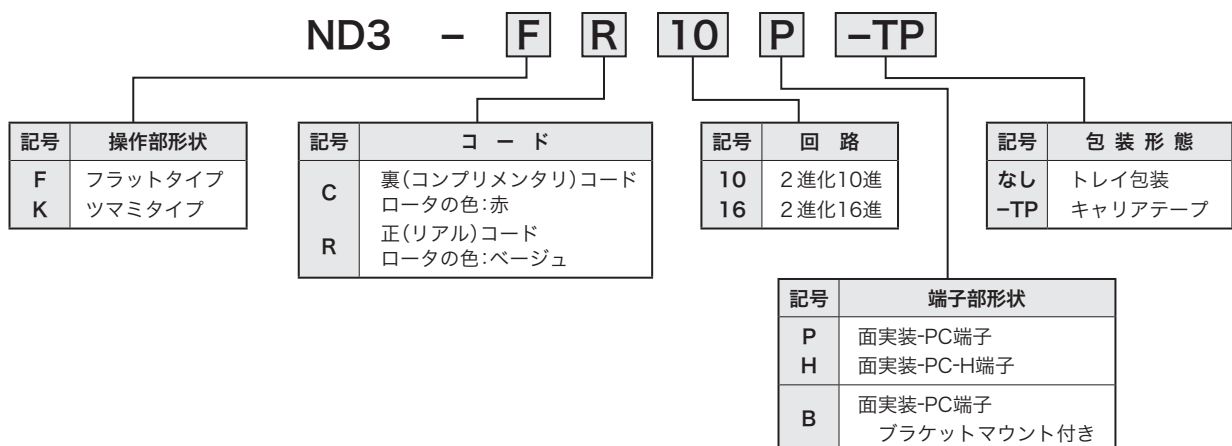 ND3 － F R 10 P －TP
記号 操作部形状
F フラットタイプ
K ツマミタイプ
記号 コード
C 裏(コンプリメンタリ)コード
ロータの色:赤
R 正(リアル)コード
ロータの色:ベージュ
記号 回路
10 2進化10進
16 2進化16進
記号 包装形態
なし トレイ包装
－TP キャリアテープ
記号 端子部形状
P 面実装-PC端子
H 面実装-PC-H端子
B 面実装-PC端子
ブラケットマウント付き